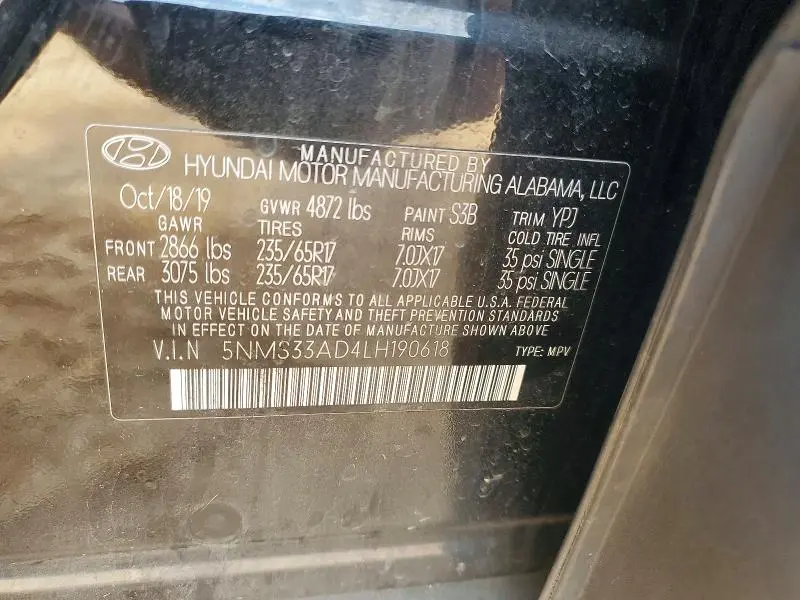 MANUFACTURED BY
HYUNDAI MOTOR MANUFACTURING ALABAMA, LLC
Oct/18/19 GVWR 4872 lbs PAINT S3B TRIM YPJ
GAWR TIRES RIMS COLD TIRE INFL
FRONT 2866 lbs 235/65R17 7.0JX17 35 psi SINGLE
REAR 3075 lbs 235/65R17 7.0JX17 35 psi SINGLE
THIS VEHICLE CONFORMS TO ALL APPLICABLE U.S.A. FEDERAL
MOTOR VEHICLE SAFETY AND THEFT PREVENTION STANDARDS
IN EFFECT ON THE DATE OF MANUFACTURE SHOWN ABOVE
V.I.N 5NMS33AD4LH190618 TYPE: MPV